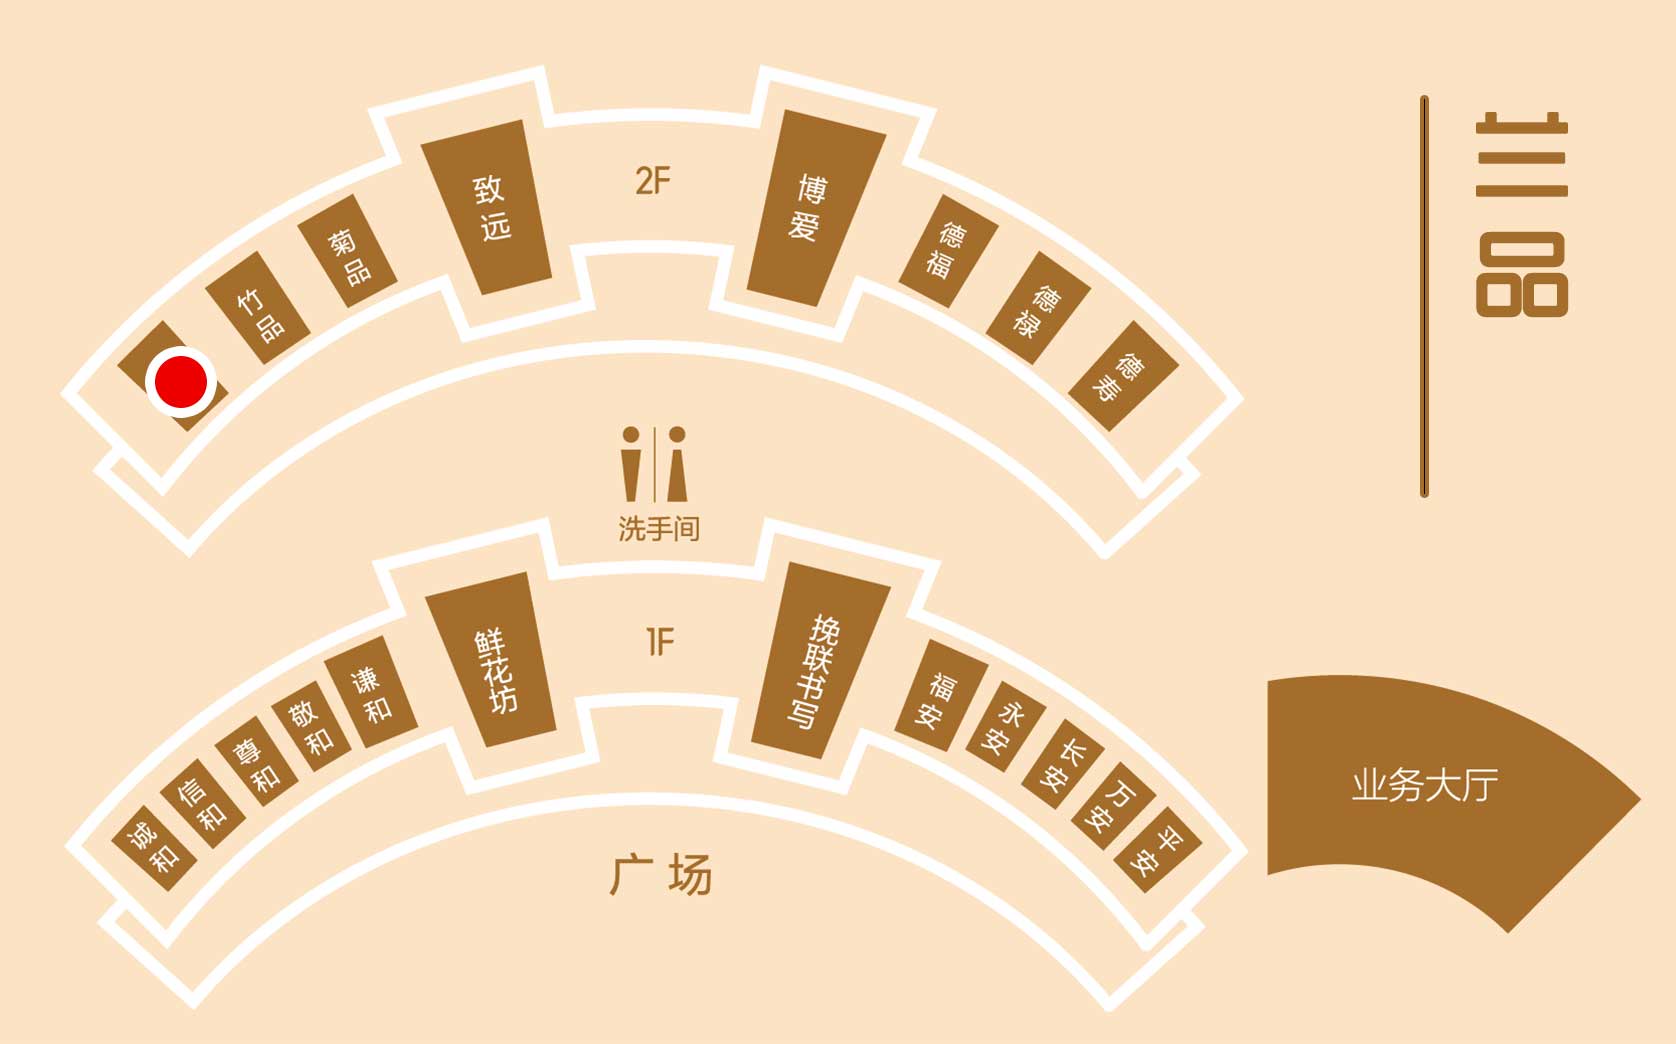 兰品
2F
致远
博爱
菊品
竹品
德福
德禄
德寿
洗手间
1F
鲜花坊
挽联书写
谦和
敬和
尊和
信和
诚和
福安
永安
长安
万安
平安
业务大厅
广场